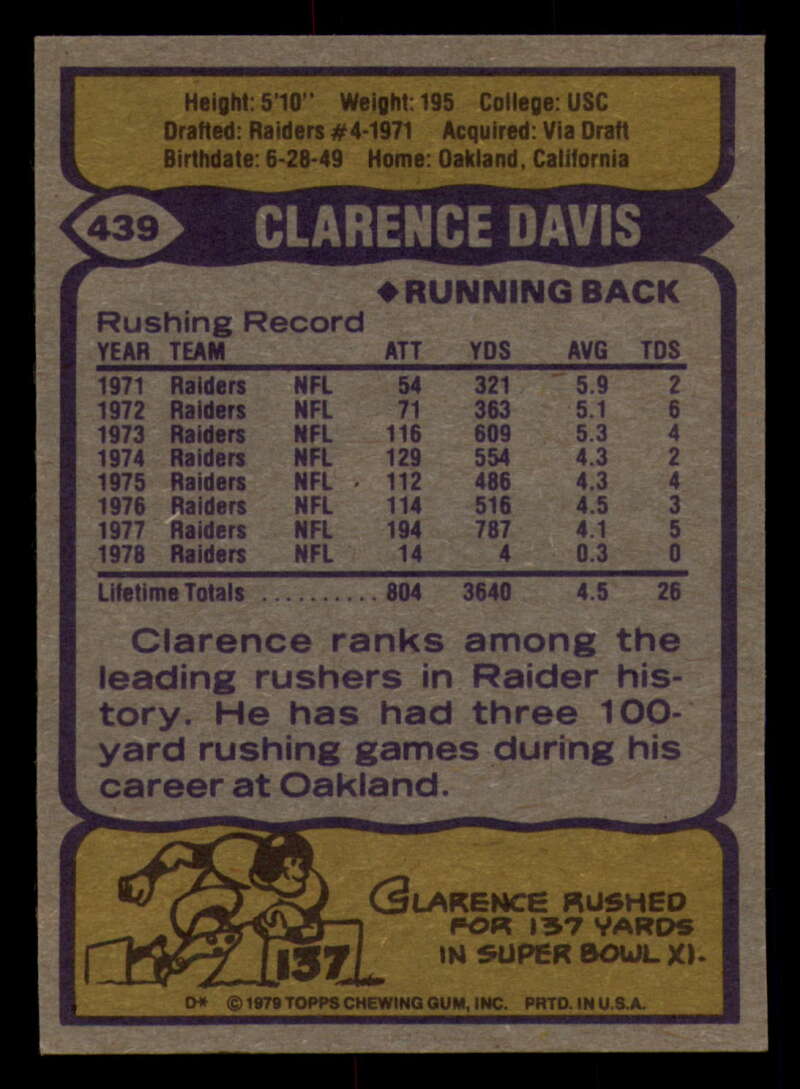 Height: 5'10" Weight: 195 College: USC
Drafted: Raiders #4-1971 Acquired: Via Draft
Birthdate: 6-28-49 Home: Oakland, California
439 CLARENCE DAVIS
◆RUNNING BACK
Rushing Record
YEAR TEAM ATT YDS AVG TDS
1971 Raiders NFL 54 321 5.9 2
1972 Raiders NFL 71 363 5.1 6
1973 Raiders NFL 116 609 5.3 4
1974 Raiders NFL 129 554 4.3 2
1975 Raiders NFL 112 486 4.3 4
1976 Raiders NFL 114 516 4.5 3
1977 Raiders NFL 194 787 4.1 5
1978 Raiders NFL 14 4 0.3 0
Lifetime Totals .......... 804 3640 4.5 26
Clarence ranks among the
leading rushers in Raider his-
tory. He has had three 100-
yard rushing games during his
career at Oakland.
CLARENCE RUSHED
FOR 137 YARDS
IN SUPER BOWL XI.
137
D* © 1979 TOPPS CHEWING GUM, INC. PRTD. IN U.S.A.